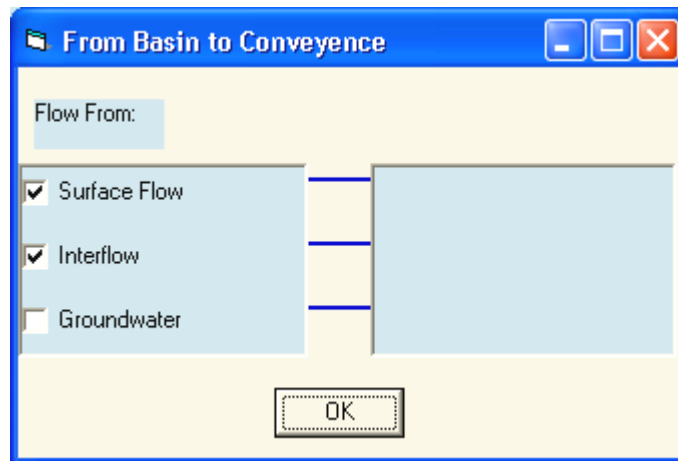 From Basin to Conveyence
Flow From:
Surface Flow
Interflow
Groundwater
OK